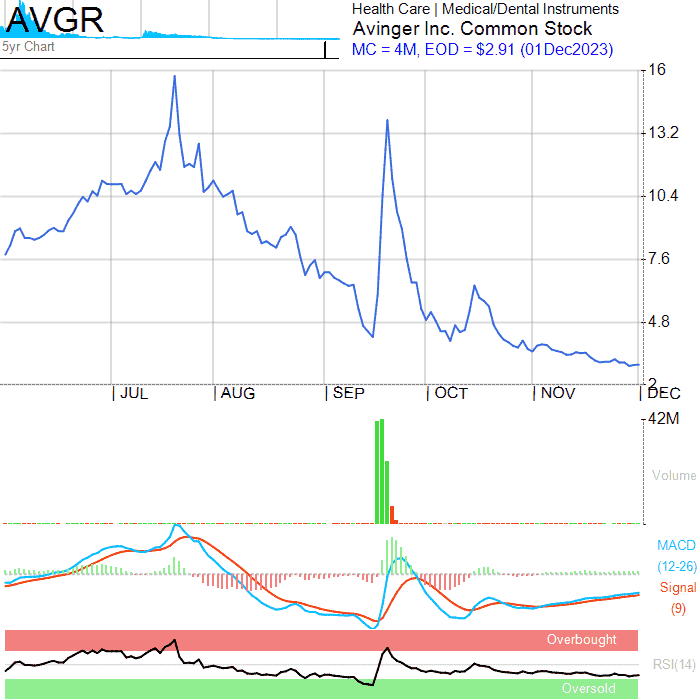 AVGR
5yr Chart
Health Care | Medical/Dental Instruments
Avinger Inc. Common Stock
MC = 4M, EOD = $2.91 (01Dec2023)
16
13.2
10.4
7.6
4.8
2
JUL
AUG
SEP
OCT
NOV
DEC
42M
Volume
MACD
(12-26)
Signal
(9)
Overbought
RSI(14)
Oversold